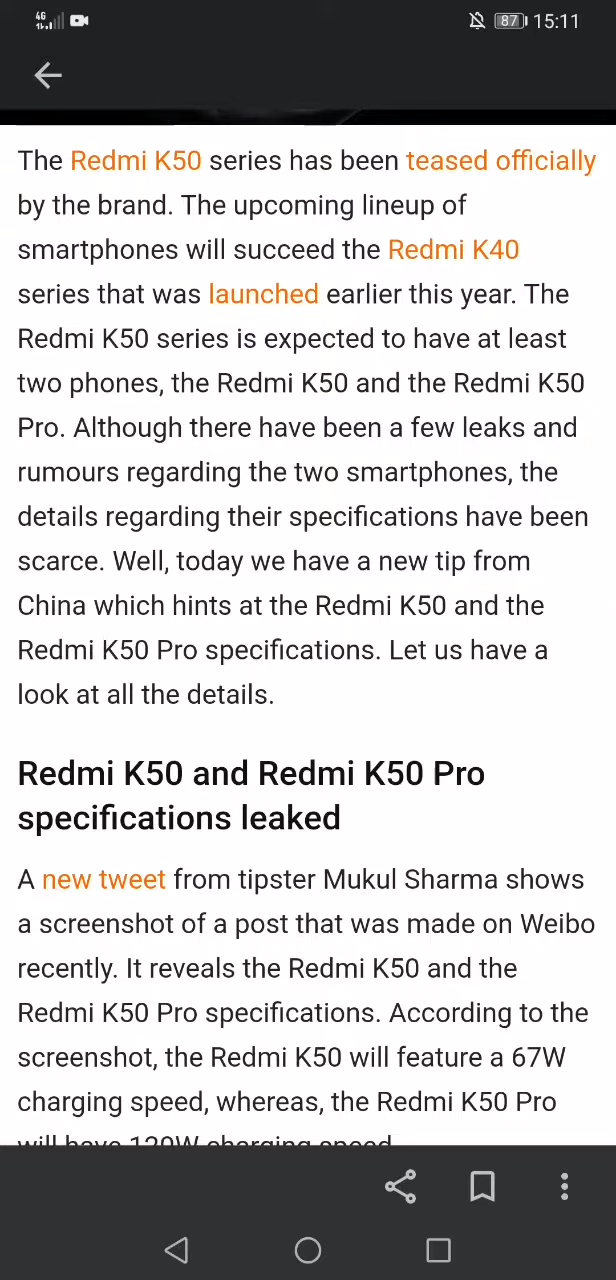 4G
87 15:11
The Redmi K50 series has been teased officially
by the brand. The upcoming lineup of
smartphones will succeed the Redmi K40
series that was launched earlier this year. The
Redmi K50 series is expected to have at least
two phones, the Redmi K50 and the Redmi K50
Pro. Although there have been a few leaks and
rumours regarding the two smartphones, the
details regarding their specifications have been
scarce. Well, today we have a new tip from
China which hints at the Redmi K50 and the
Redmi K50 Pro specifications. Let us have a
look at all the details.
Redmi K50 and Redmi K50 Pro
specifications leaked
A new tweet from tipster Mukul Sharma shows
a screenshot of a post that was made on Weibo
recently. It reveals the Redmi K50 and the
Redmi K50 Pro specifications. According to the
screenshot, the Redmi K50 will feature a 67W
charging speed, whereas, the Redmi K50 Pro
will have 120W charging speed